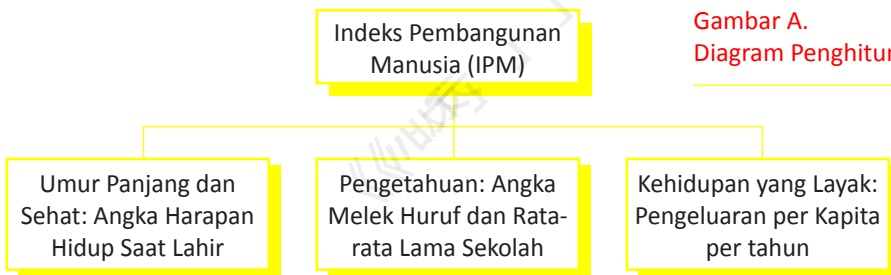 Indeks Pembangunan
Manusia (IPM)
Gambar A.
Diagram Penghitun
Umur Panjang dan
Sehat: Angka Harapan
Hidup Saat Lahir
Pengetahuan: Angka
Melek Huruf dan Rata-
rata Lama Sekolah
Kehidupan yang Layak:
Pengeluaran per Kapita
per tahun